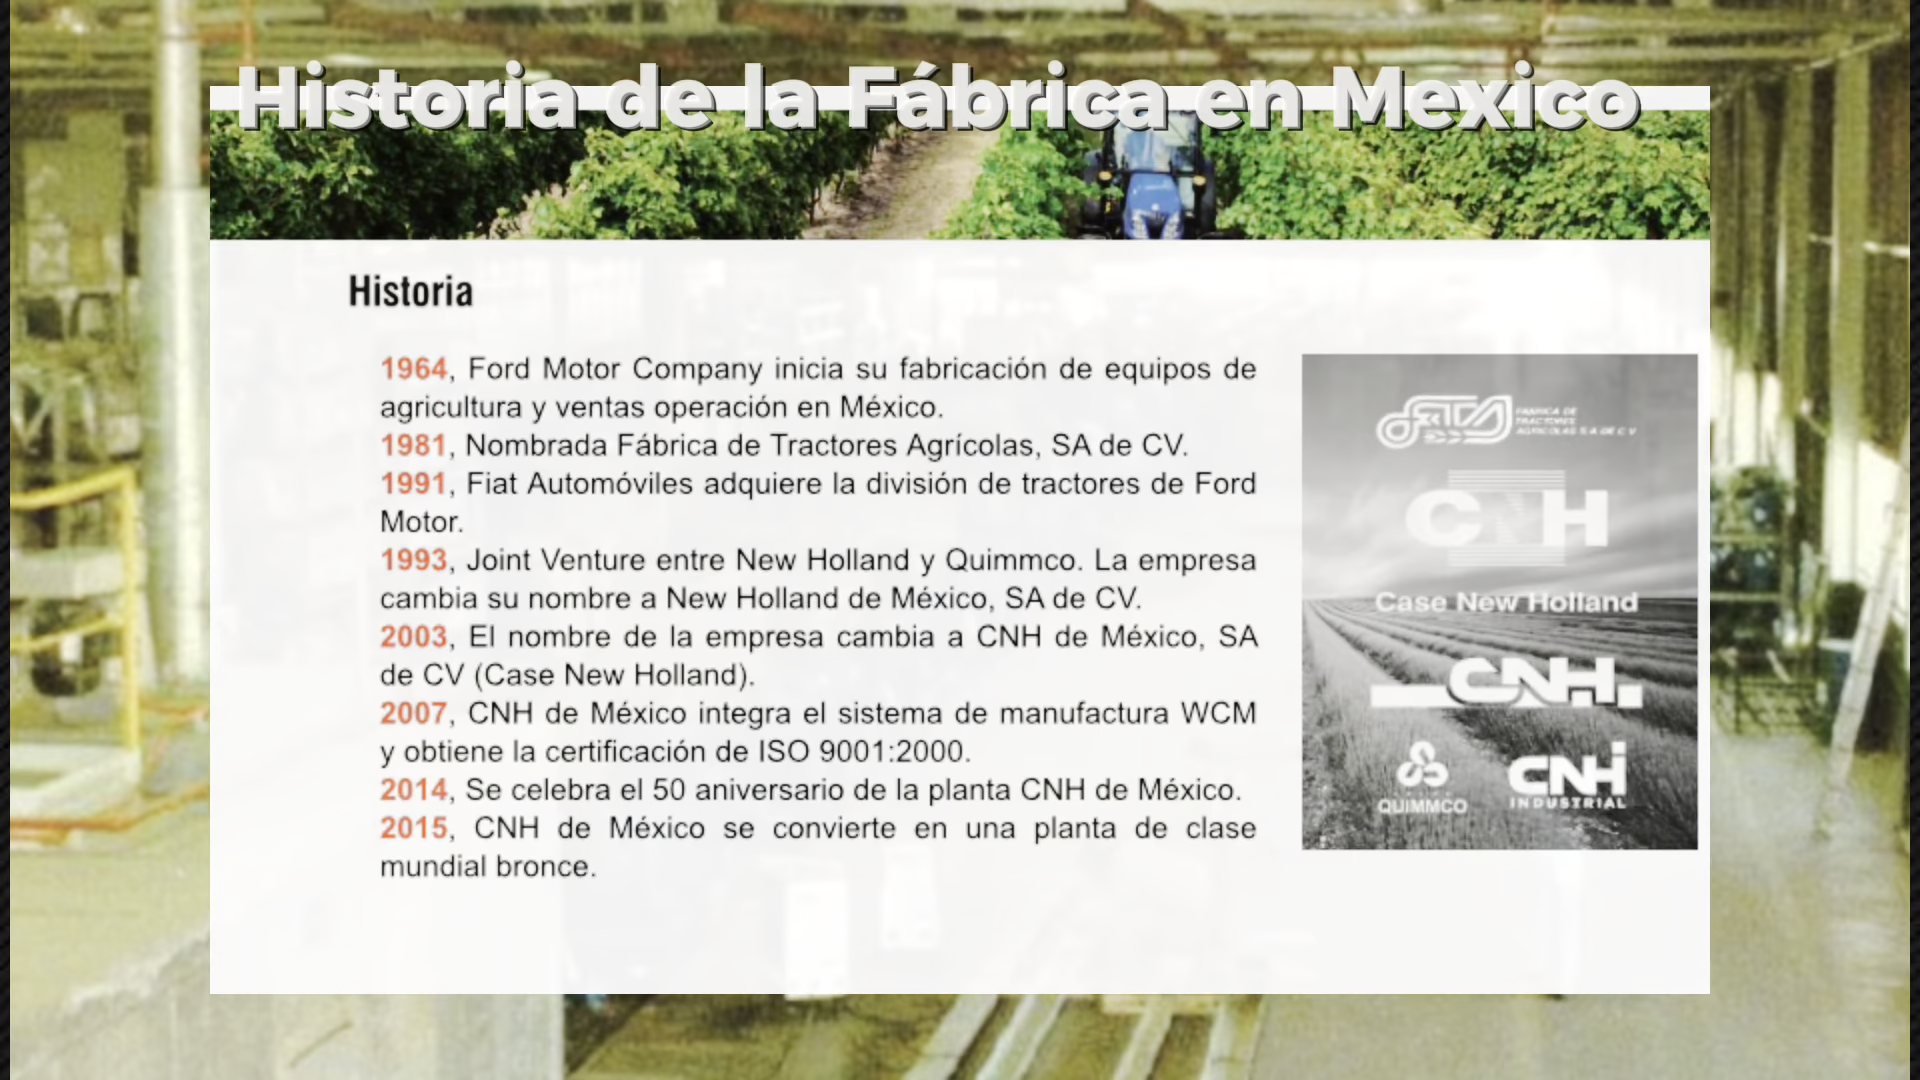 Historia de la Fábrica en Mexico
Historia
1964, Ford Motor Company inicia su fabricación de equipos de
agricultura y ventas operación en México.
1981, Nombrada Fábrica de Tractores Agrícolas, SA de CV.
1991, Fiat Automóviles adquiere la división de tractores de Ford
Motor.
1993, Joint Venture entre New Holland y Quimmco. La empresa
cambia su nombre a New Holland de México, SA de CV.
2003, El nombre de la empresa cambia a CNH de México, SA
de CV (Case New Holland).
2007, CNH de México integra el sistema de manufactura WCM
y obtiene la certificación de ISO 9001:2000.
2014, Se celebra el 50 aniversario de la planta CNH de México.
2015, CNH de México se convierte en una planta de clase
mundial bronce.
FABRICA DE
TRACTORES
AGRICOLAS S A DE C V
CNH
Case New Holland
CNH
QUIMMCO
CNH
INDUSTRIAL